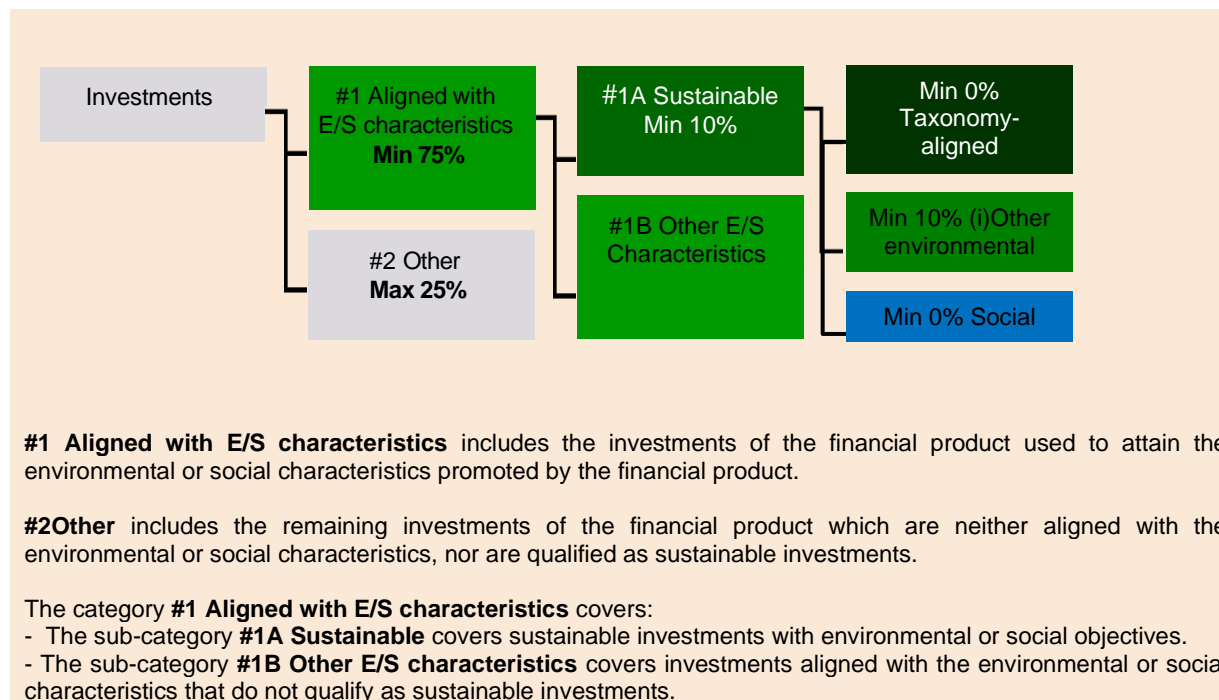 Investments
#1 Aligned with
E/S characteristics
Min 75%
#2 Other
Max 25%
#1A Sustainable
Min 10%
#1B Other E/S
Characteristics
Min 0%
Taxonomy-
aligned
Min 10% (i)Other
environmental
Min 0% Social
#1 Aligned with E/S characteristics includes the investments of the financial product used to attain the
environmental or social characteristics promoted by the financial product.
#2Other includes the remaining investments of the financial product which are neither aligned with the
environmental or social characteristics, nor are qualified as sustainable investments.
The category #1 Aligned with E/S characteristics covers:
- The sub-category #1A Sustainable covers sustainable investments with environmental or social objectives.
- The sub-category #1B Other E/S characteristics covers investments aligned with the environmental or social
characteristics that do not qualify as sustainable investments.